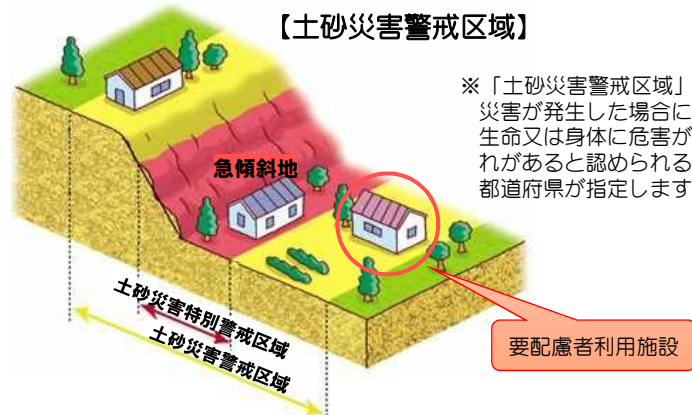 【土砂災害警戒区域】
※「土砂災害警戒区域」
災害が発生した場合に
生命又は身体に危害が
れがあると認められる
都道府県が指定します
急傾斜地
土砂災害特別警戒区域
土砂災害警戒区域
要配慮者利用施設